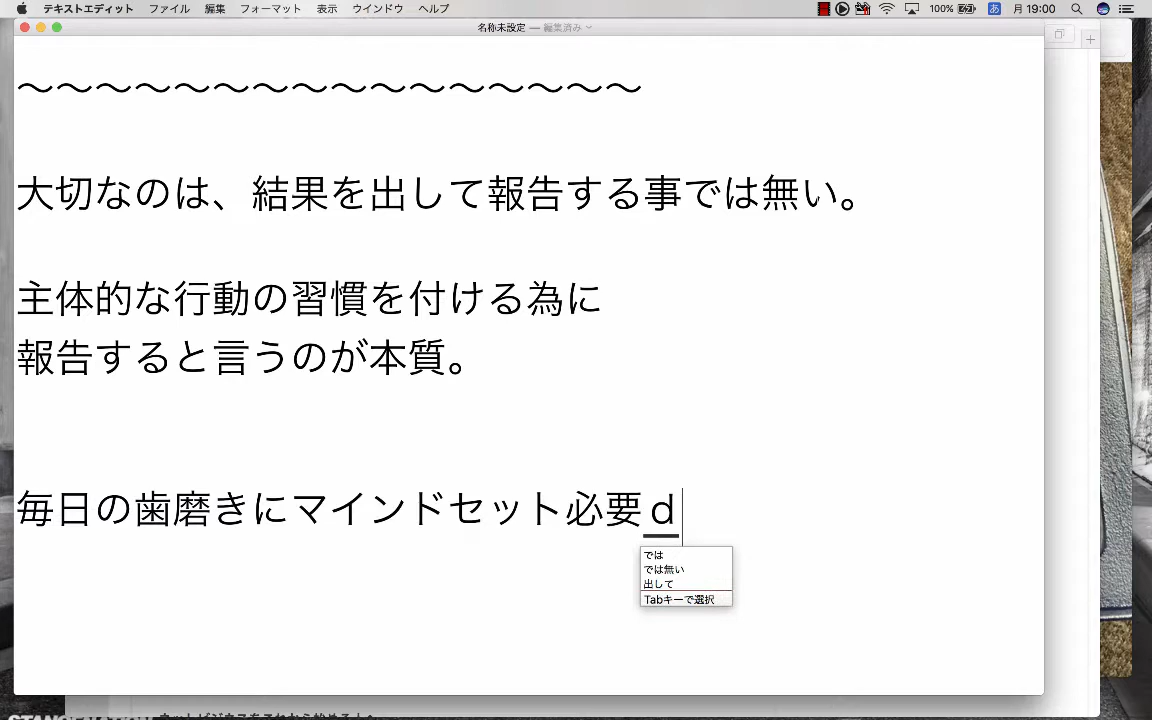 テキストエディット ファイル 編集 フォーマット 表示 ウインドウ ヘルプ 100% あ 月 19:00
名称未設定 — 編集済み
〜〜〜〜〜〜〜〜〜〜〜〜〜〜〜〜
大切なのは、結果を出して報告する事では無い。
主体的な行動の習慣を付ける為に
報告すると言うのが本質。
毎日の歯磨きにマインドセット必要ｄ
では
では無い
出して
Tabキーで選択